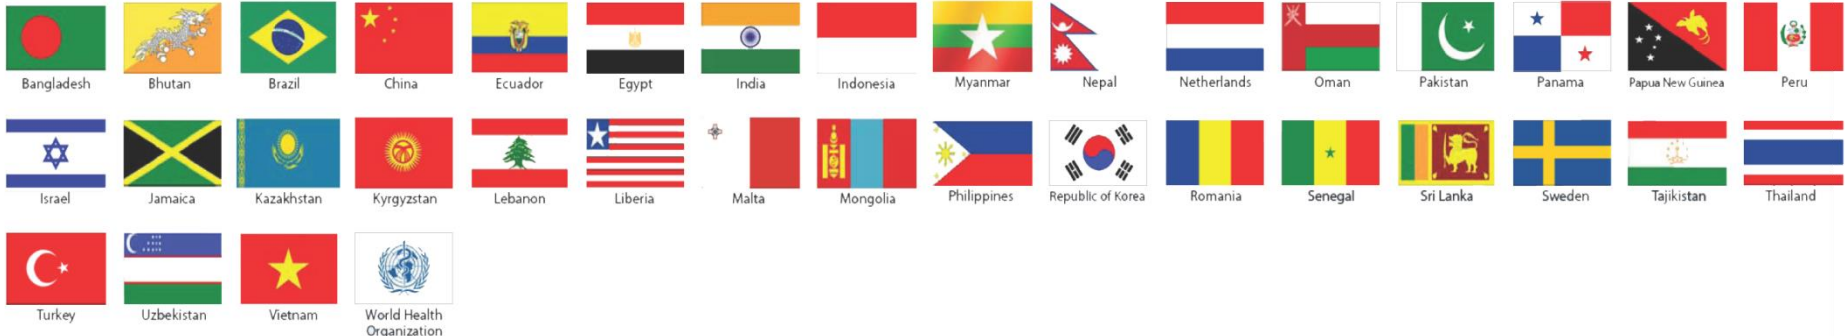 Bangladesh Bhutan Brazil China Ecuador Egypt India Indonesia Myanmar Nepal Netherlands Oman Pakistan Panama Papua New Guinea Peru
Israel Jamaica Kazakhstan Kyrgyzstan Lebanon Liberia Malta Mongolia Philippines Republic of Korea Romania Senegal Sri Lanka Sweden Tajikistan Thailand
Turkey Uzbekistan Vietnam World Health
Organization